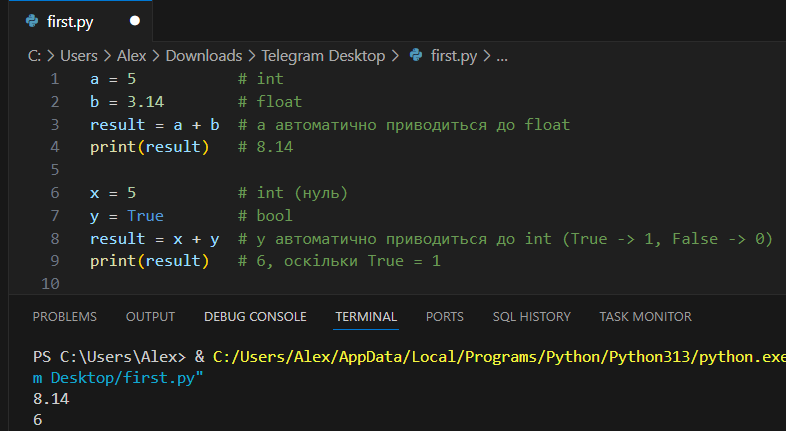 first.py
C: > Users > Alex > Downloads > Telegram Desktop > first.py > ...
1 a = 5 # int
2 b = 3.14 # float
3 result = a + b # a автоматично приводиться до float
4 print(result) # 8.14
5
6 x = 5 # int (нуль)
7 y = True # bool
8 result = x + y # y автоматично приводиться до int (True -> 1, False -> 0)
9 print(result) # 6, оскільки True = 1
10
PROBLEMS OUTPUT DEBUG CONSOLE TERMINAL PORTS SQL HISTORY TASK MONITOR
PS C:\Users\Alex> & C:/Users/Alex/AppData/Local/Programs/Python/Python313/python.exe
m Desktop/first.py"
8.14
6